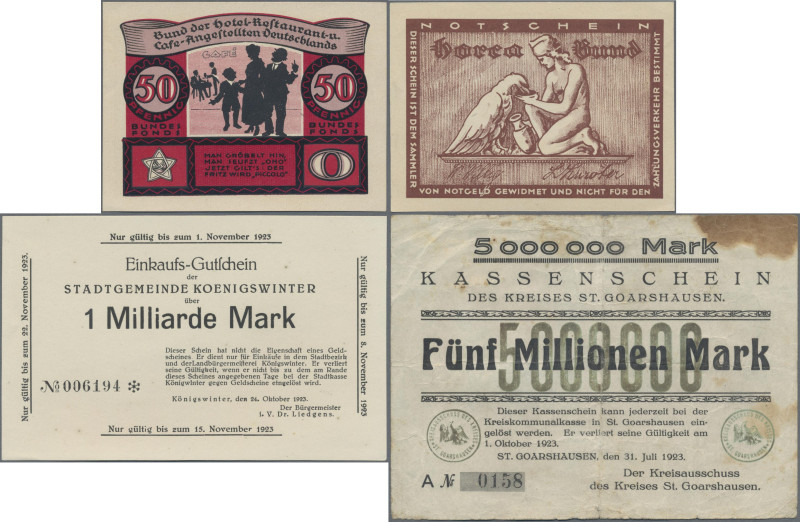 Bund der Hotel-Restaurant-u.
Cafe-Angestellten Deutschlands
CAFÉ
50
PFENNIG
BUNDES
FONDS
50
PFENNIG
BUNDES
FONDS
MAN GRÜBELT HIN,
MAN SEUFZT „OHO“
JETZT GILT'S: DER
FRITZ WIRD „PICCOLO“
O
NOTSCHEIN
DIESER SCHEIN IST DEM SAMMLER
VON NOTGELD GEWIDMET UND NICHT FÜR DEN
ZAHLUNGSVERKEHR BESTIMMT
Nur gültig bis zum 1. November 1923
Nur gültig bis zum 22. November 1923.
Einkaufs-Gutschein
der
STADTGEMEINDE KOENIGSWINTER
über
1 Milliarde Mark
Dieser Schein hat nicht die Eigenschaft eines Geld-
scheines. Er dient nur für Einkäufe in dem Stadtbezirk
und der Landbürgermeisterei Königswinter. Er verliert
seine Gültigkeit, wenn er nicht bis zu dem am Rande
dieses Scheines angegebenen Tage bei der Stadtkasse
Königswinter gegen Geldscheine eingelöst wird.
№ 006194 ✻
Königswinter, den 24. Oktober 1923.
Der Bürgermeister
i. V. Dr. Liedgens.
Nur gültig bis zum 8. November 1923
Nur gültig bis zum 15. November 1923
5 000 000 Mark
KASSENSCHEIN
DES KREISES ST. GOARSHAUSEN.
5000000
Fünf Millionen Mark
Dieser Kassenschein kann jederzeit bei der
Kreiskommunalkasse in St. Goarshausen ein-
gelöst werden. Er verliert seine Gültigkeit am
1. Oktober 1923.
ST. GOARSHAUSEN, den 31. Juli 1923.
A № 0158
Der Kreisausschuss
des Kreises St. Goarshausen.